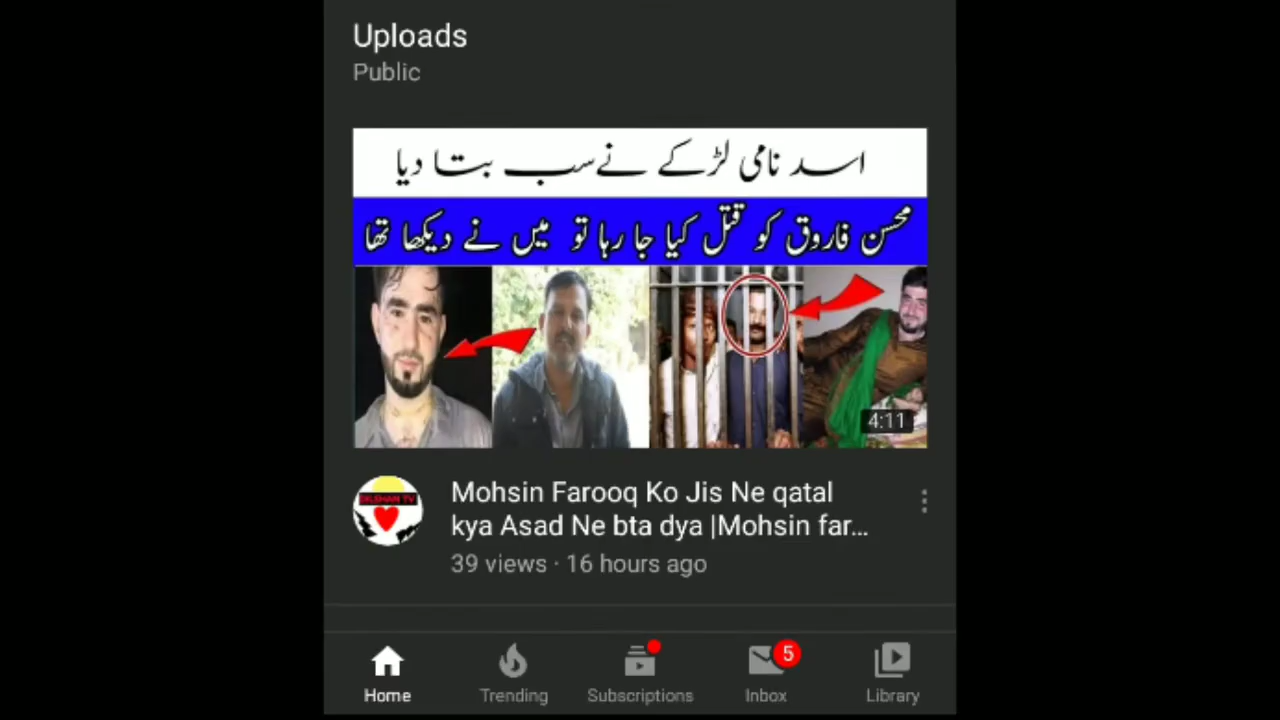 Uploads
Public
اسد نامی لڑکے نے سب بتا دیا
محسن فاروق کو قتل کیا جا رہا تو میں نے دیکھا تھا
4:11
Mohsin Farooq Ko Jis Ne qatal
kya Asad Ne bta dya |Mohsin far...
39 views · 16 hours ago
5
Home
Trending
Subscriptions
Inbox
Library